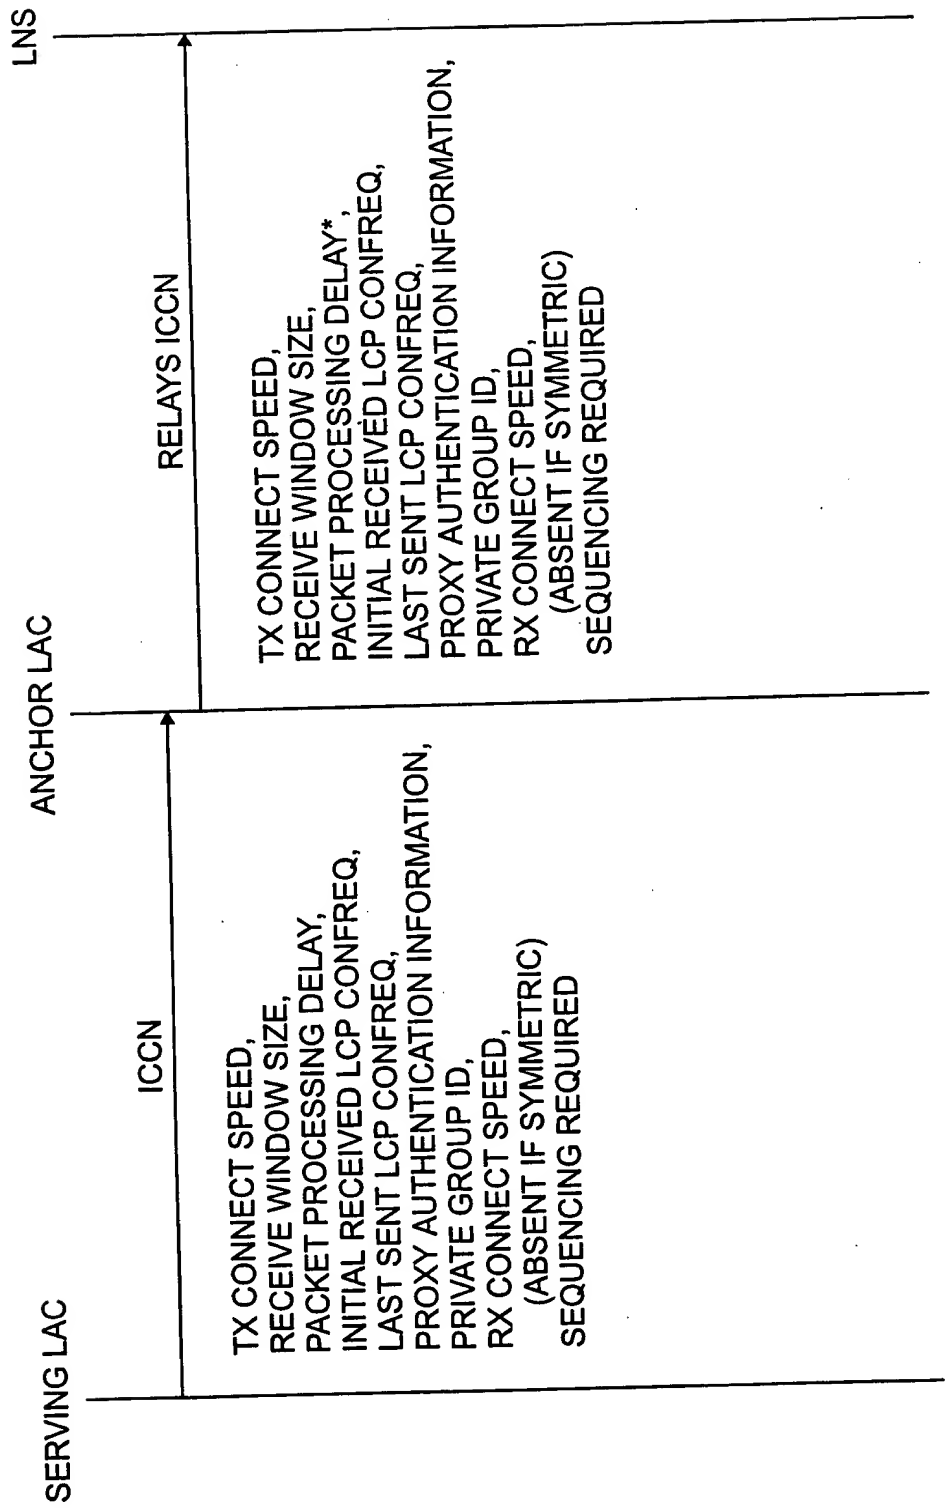 SERVING LAC
ANCHOR LAC
LNS
ICCN
TX CONNECT SPEED,
RECEIVE WINDOW SIZE,
PACKET PROCESSING DELAY,
INITIAL RECEIVED LCP CONFREQ,
LAST SENT LCP CONFREQ,
PROXY AUTHENTICATION INFORMATION,
PRIVATE GROUP ID,
RX CONNECT SPEED,
(ABSENT IF SYMMETRIC)
SEQUENCING REQUIRED
RELAYS ICCN
TX CONNECT SPEED,
RECEIVE WINDOW SIZE,
PACKET PROCESSING DELAY*,
INITIAL RECEIVED LCP CONFREQ,
LAST SENT LCP CONFREQ,
PROXY AUTHENTICATION INFORMATION,
PRIVATE GROUP ID,
RX CONNECT SPEED,
(ABSENT IF SYMMETRIC)
SEQUENCING REQUIRED